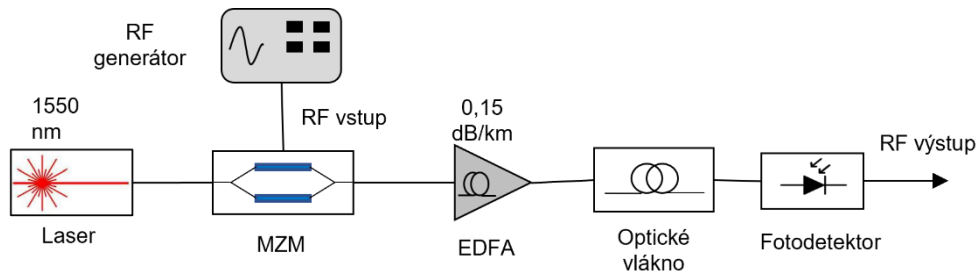 RF
generátor
1550
nm
RF vstup
0,15
dB/km
RF výstup
Laser
MZM
EDFA
Optické
vlákno
Fotodetektor